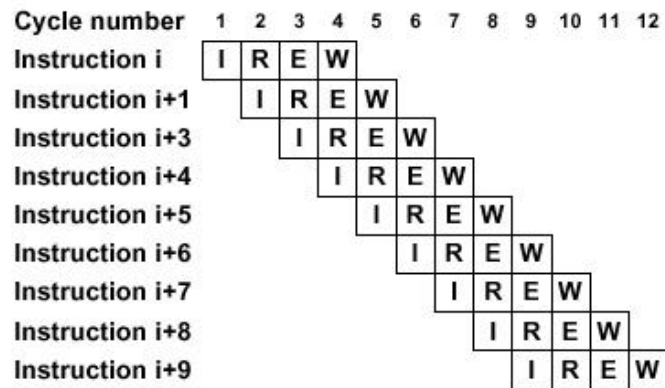 Cycle number 1 2 3 4 5 6 7 8 9 10 11 12
Instruction i I R E W
Instruction i+1 I R E W
Instruction i+3 I R E W
Instruction i+4 I R E W
Instruction i+5 I R E W
Instruction i+6 I R E W
Instruction i+7 I R E W
Instruction i+8 I R E W
Instruction i+9 I R E W